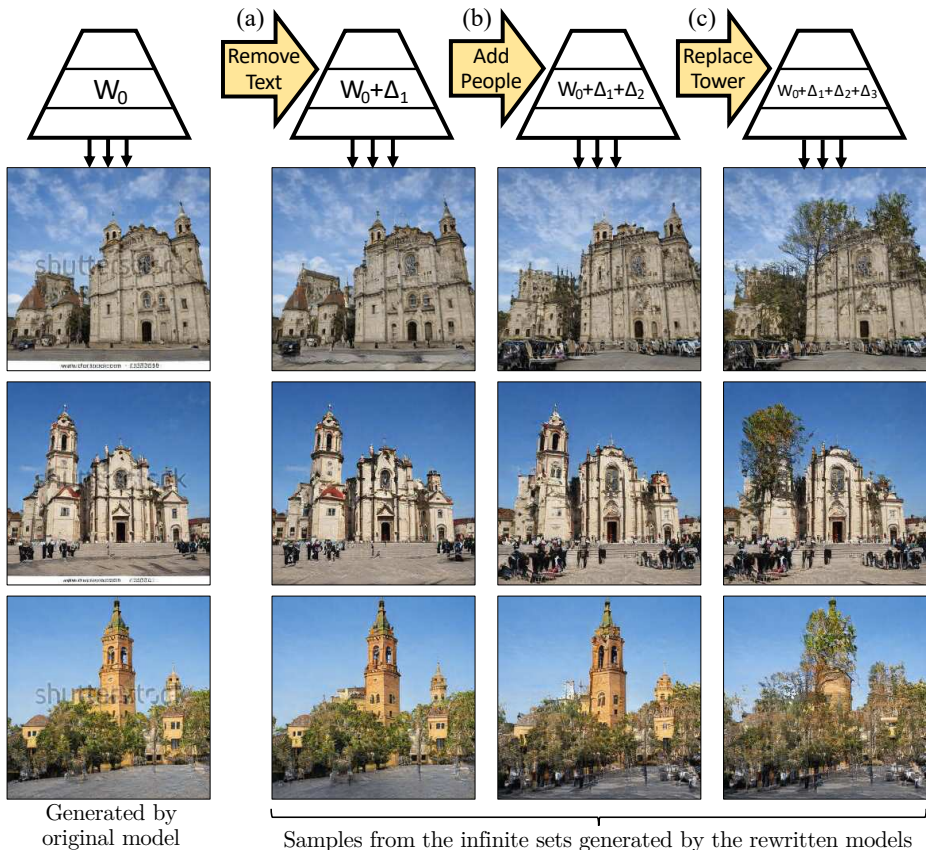 (a)
(b)
(c)
Remove
Text
Add
People
Replace
Tower
W₀
W₀+Δ₁
W₀+Δ₁+Δ₂
W₀+Δ₁+Δ₂+Δ₃
shutterstock
shutterstock
Generated by
original model
Samples from the infinite sets generated by the rewritten models